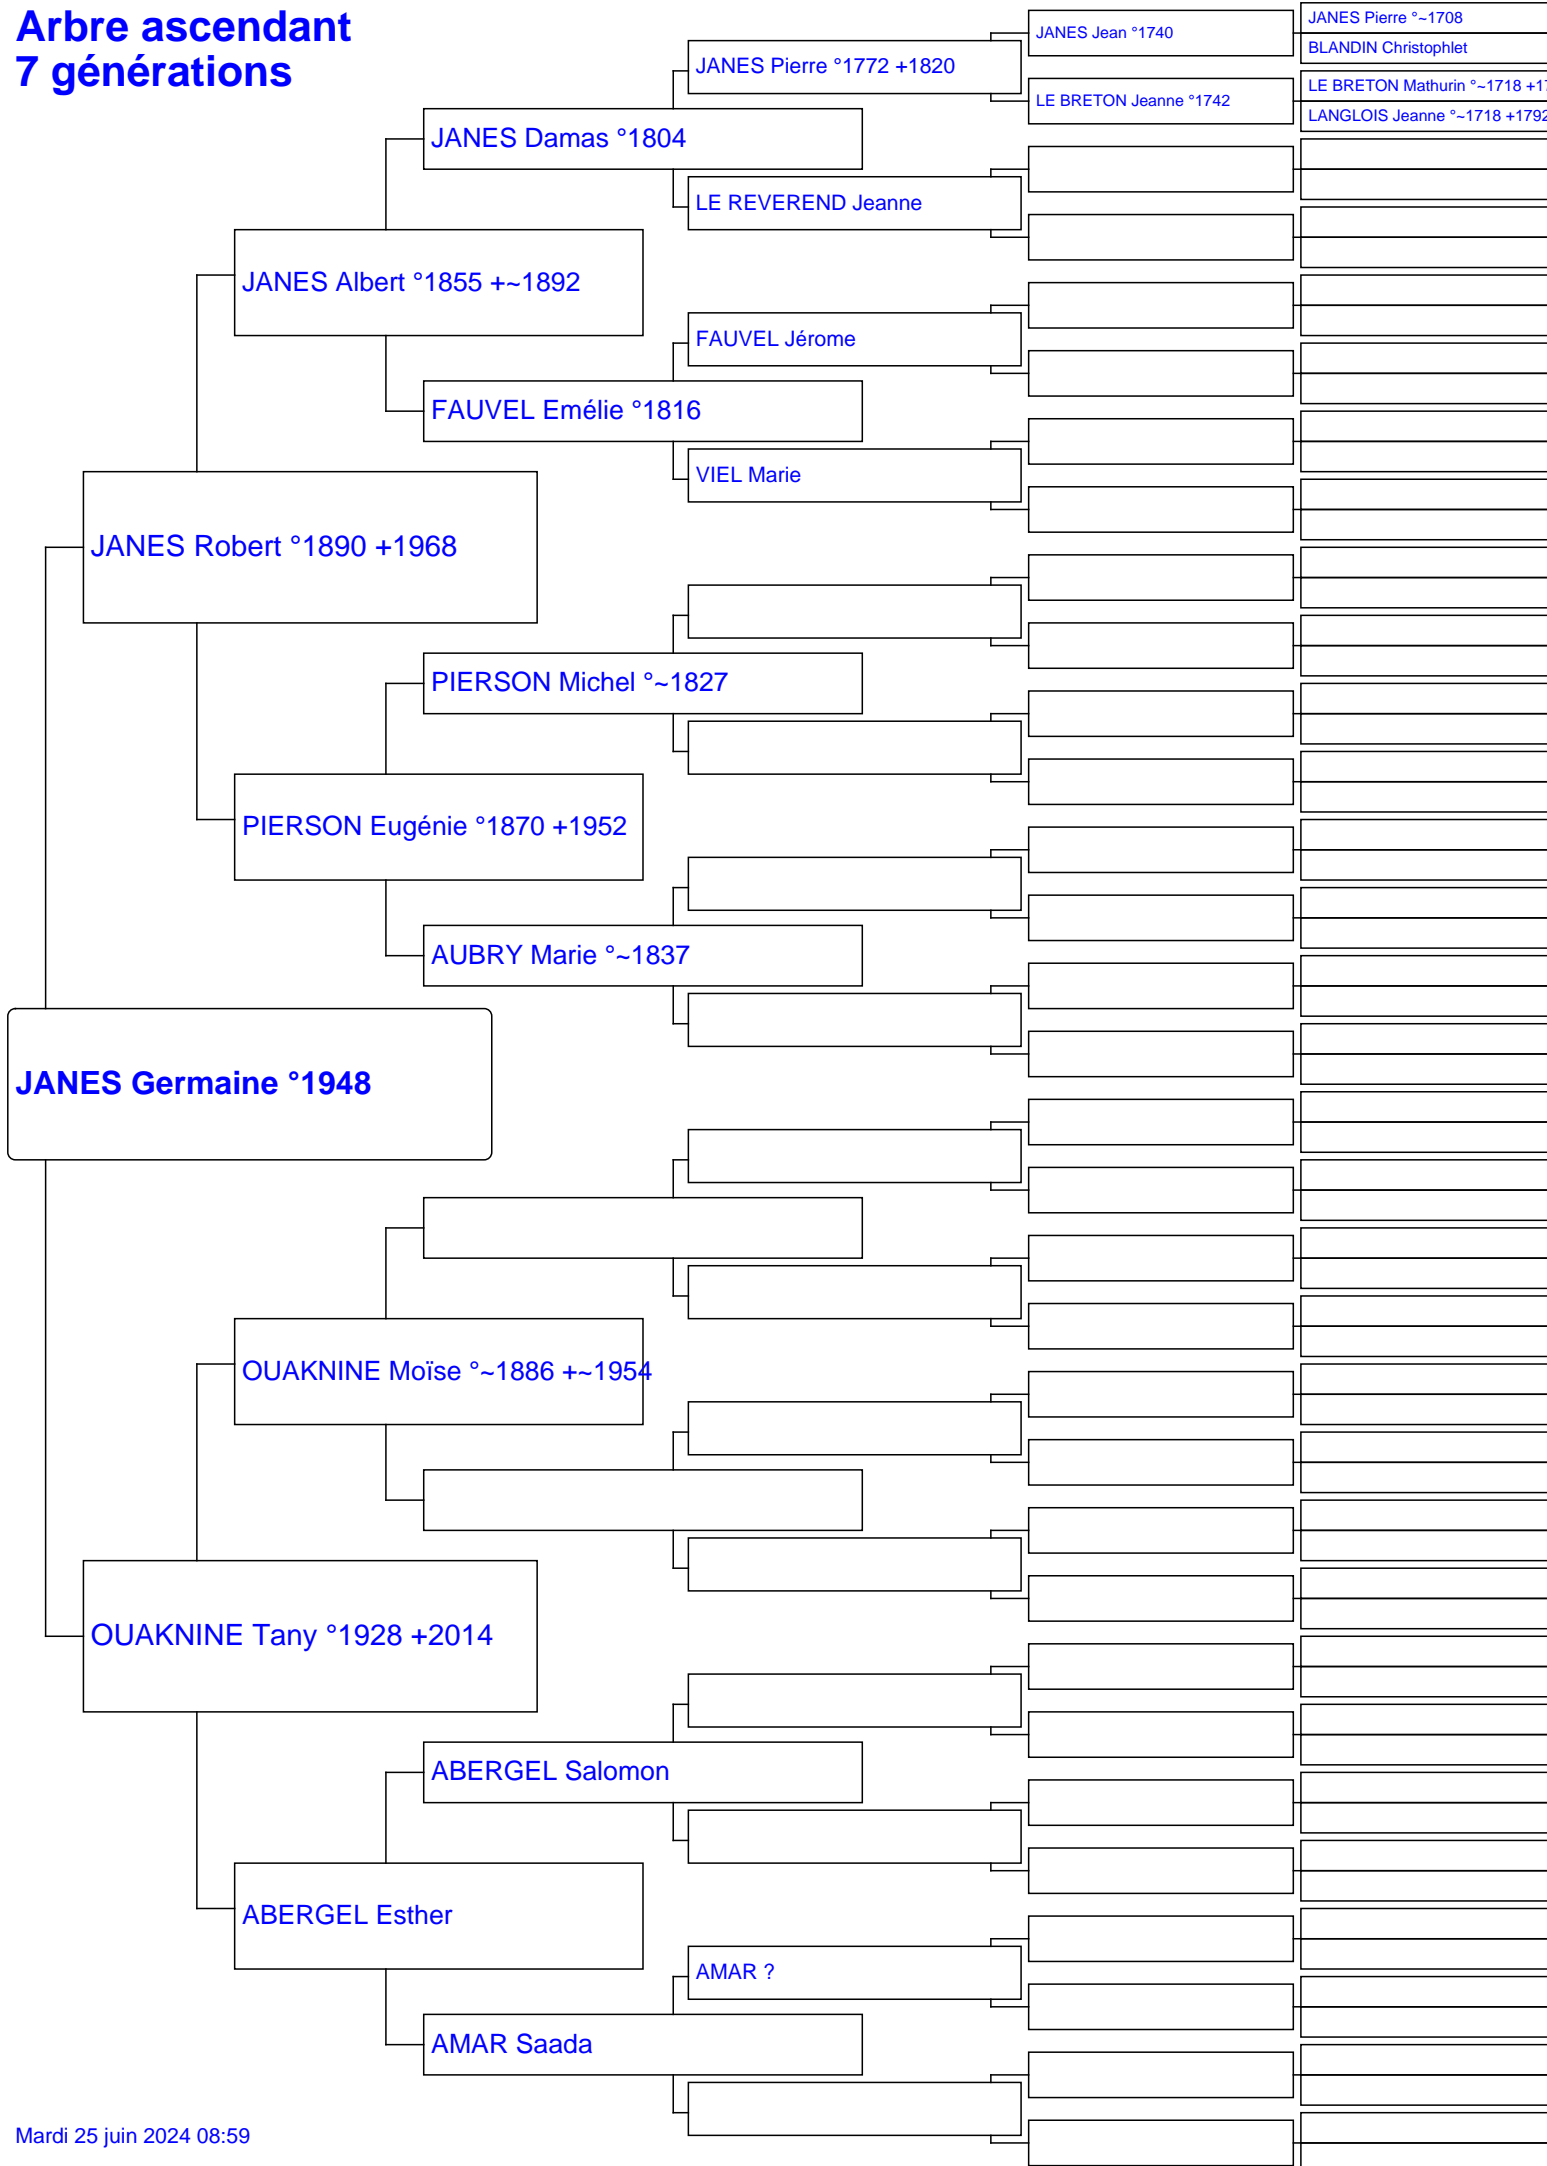 Arbre ascendant
7 générations
JANES Pierre °~1708
JANES Jean °1740
BLANDIN Christophlet
JANES Pierre °1772 +1820
LE BRETON Mathurin °~1718
LE BRETON Jeanne °1742
LANGLOIS Jeanne °~1718 +1792
JANES Damas °1804
LE REVEREND Jeanne
JANES Albert °1855 +~1892
FAUVEL Jérome
FAUVEL Emélie °1816
VIEL Marie
JANES Robert °1890 +1968
PIERSON Michel °~1827
PIERSON Eugénie °1870 +1952
AUBRY Marie °~1837
JANES Germaine °1948
OUAKNINE Moïse °~1886 +~1954
OUAKNINE Tany °1928 +2014
ABERGEL Salomon
ABERGEL Esther
AMAR ?
AMAR Saada
Mardi 25 juin 2024 08:59